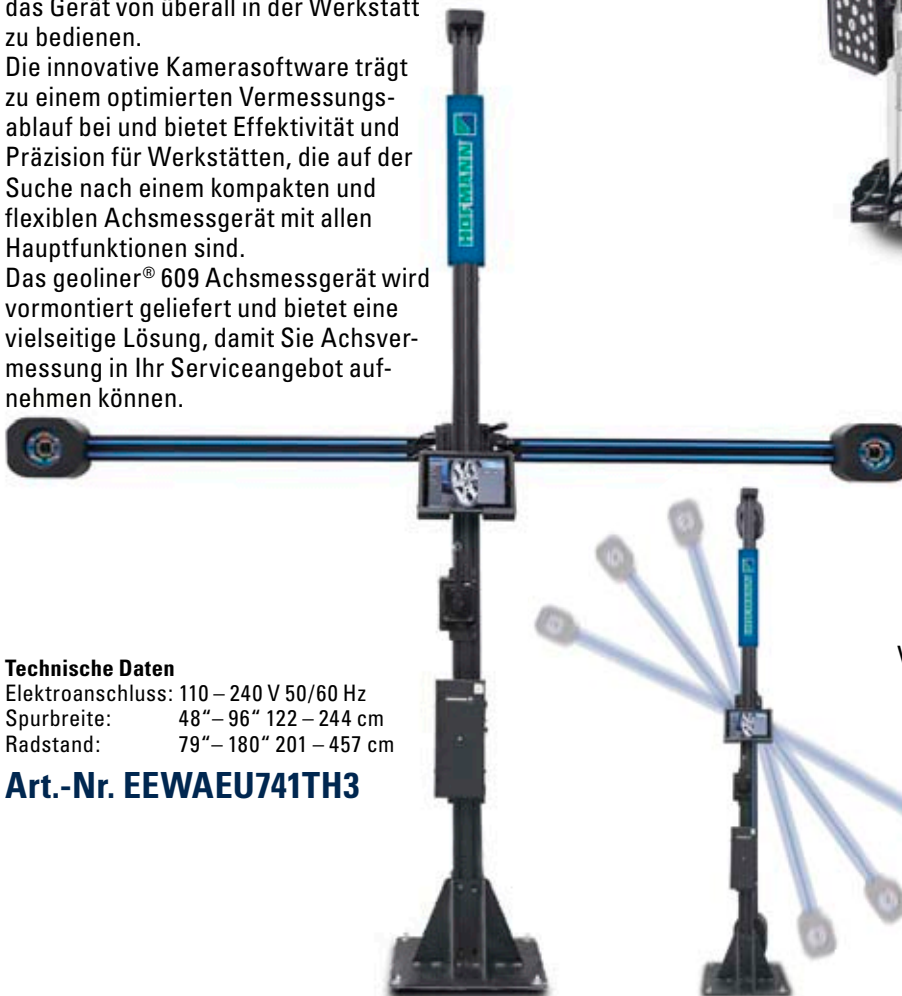 das Gerät von überall in der Werkstatt
zu bedienen.
Die innovative Kamerasoftware trägt
zu einem optimierten Vermessungs-
ablauf bei und bietet Effektivität und
Präzision für Werkstätten, die auf der
Suche nach einem kompakten und
flexiblen Achsmessgerät mit allen
Hauptfunktionen sind.
Das geoliner® 609 Achsmessgerät wird
vormontiert geliefert und bietet eine
vielseitige Lösung, damit Sie Achsver-
messung in Ihr Serviceangebot auf-
nehmen können.
HOFMANN
HOFMANN
Technische Daten
Elektroanschluss: 110 – 240 V 50/60 Hz
Spurbreite: 48“– 96“ 122 – 244 cm
Radstand: 79“– 180“ 201 – 457 cm
Art.-Nr. EEWAEU741TH3